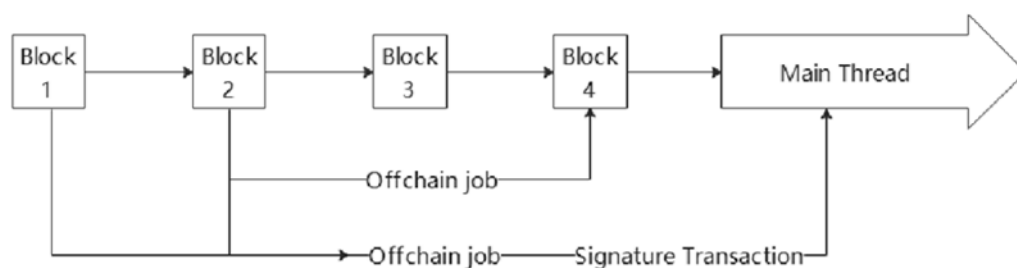 Block
1
Block
2
Block
3
Block
4
Main Thread
Offchain job
Offchain job
Signature Transaction